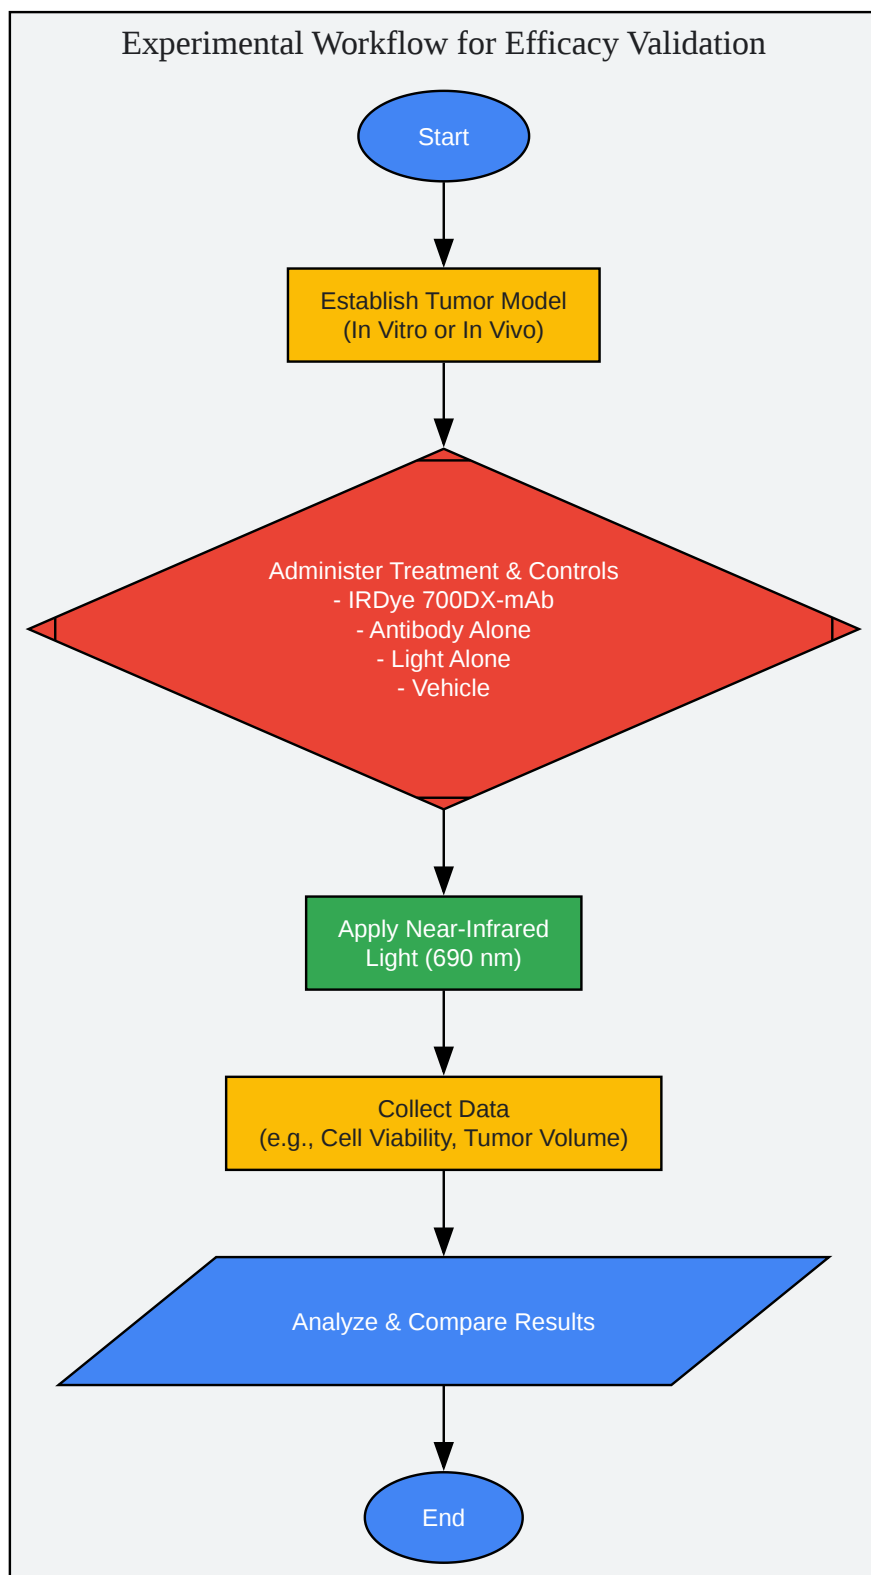 Experimental Workflow for Efficacy Validation
Start
Establish Tumor Model
(In Vitro or In Vivo)
Administer Treatment & Controls
- IRDye 700DX-mAb
- Antibody Alone
- Light Alone
- Vehicle
Apply Near-Infrared
Light (690 nm)
Collect Data
(e.g., Cell Viability, Tumor Volume)
Analyze & Compare Results
End